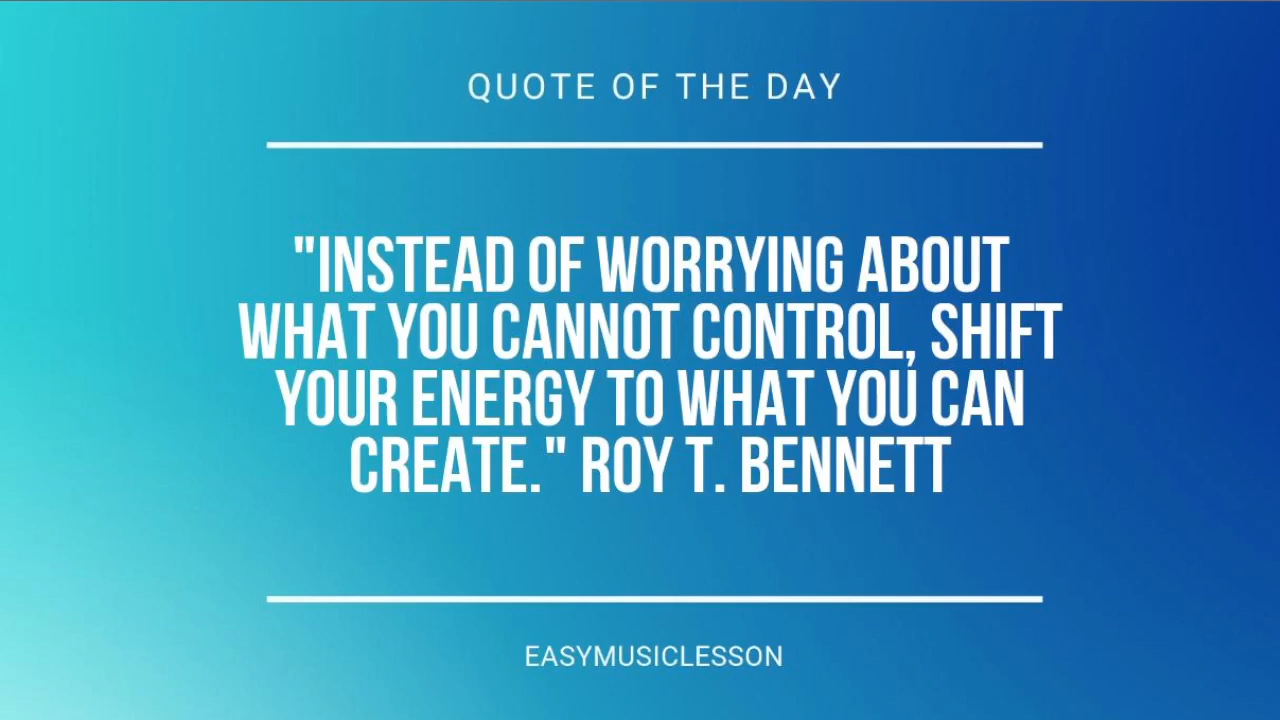 QUOTE OF THE DAY
"INSTEAD OF WORRYING ABOUT
WHAT YOU CANNOT CONTROL, SHIFT
YOUR ENERGY TO WHAT YOU CAN
CREATE." ROY T. BENNETT
EASYMUSICLESSON